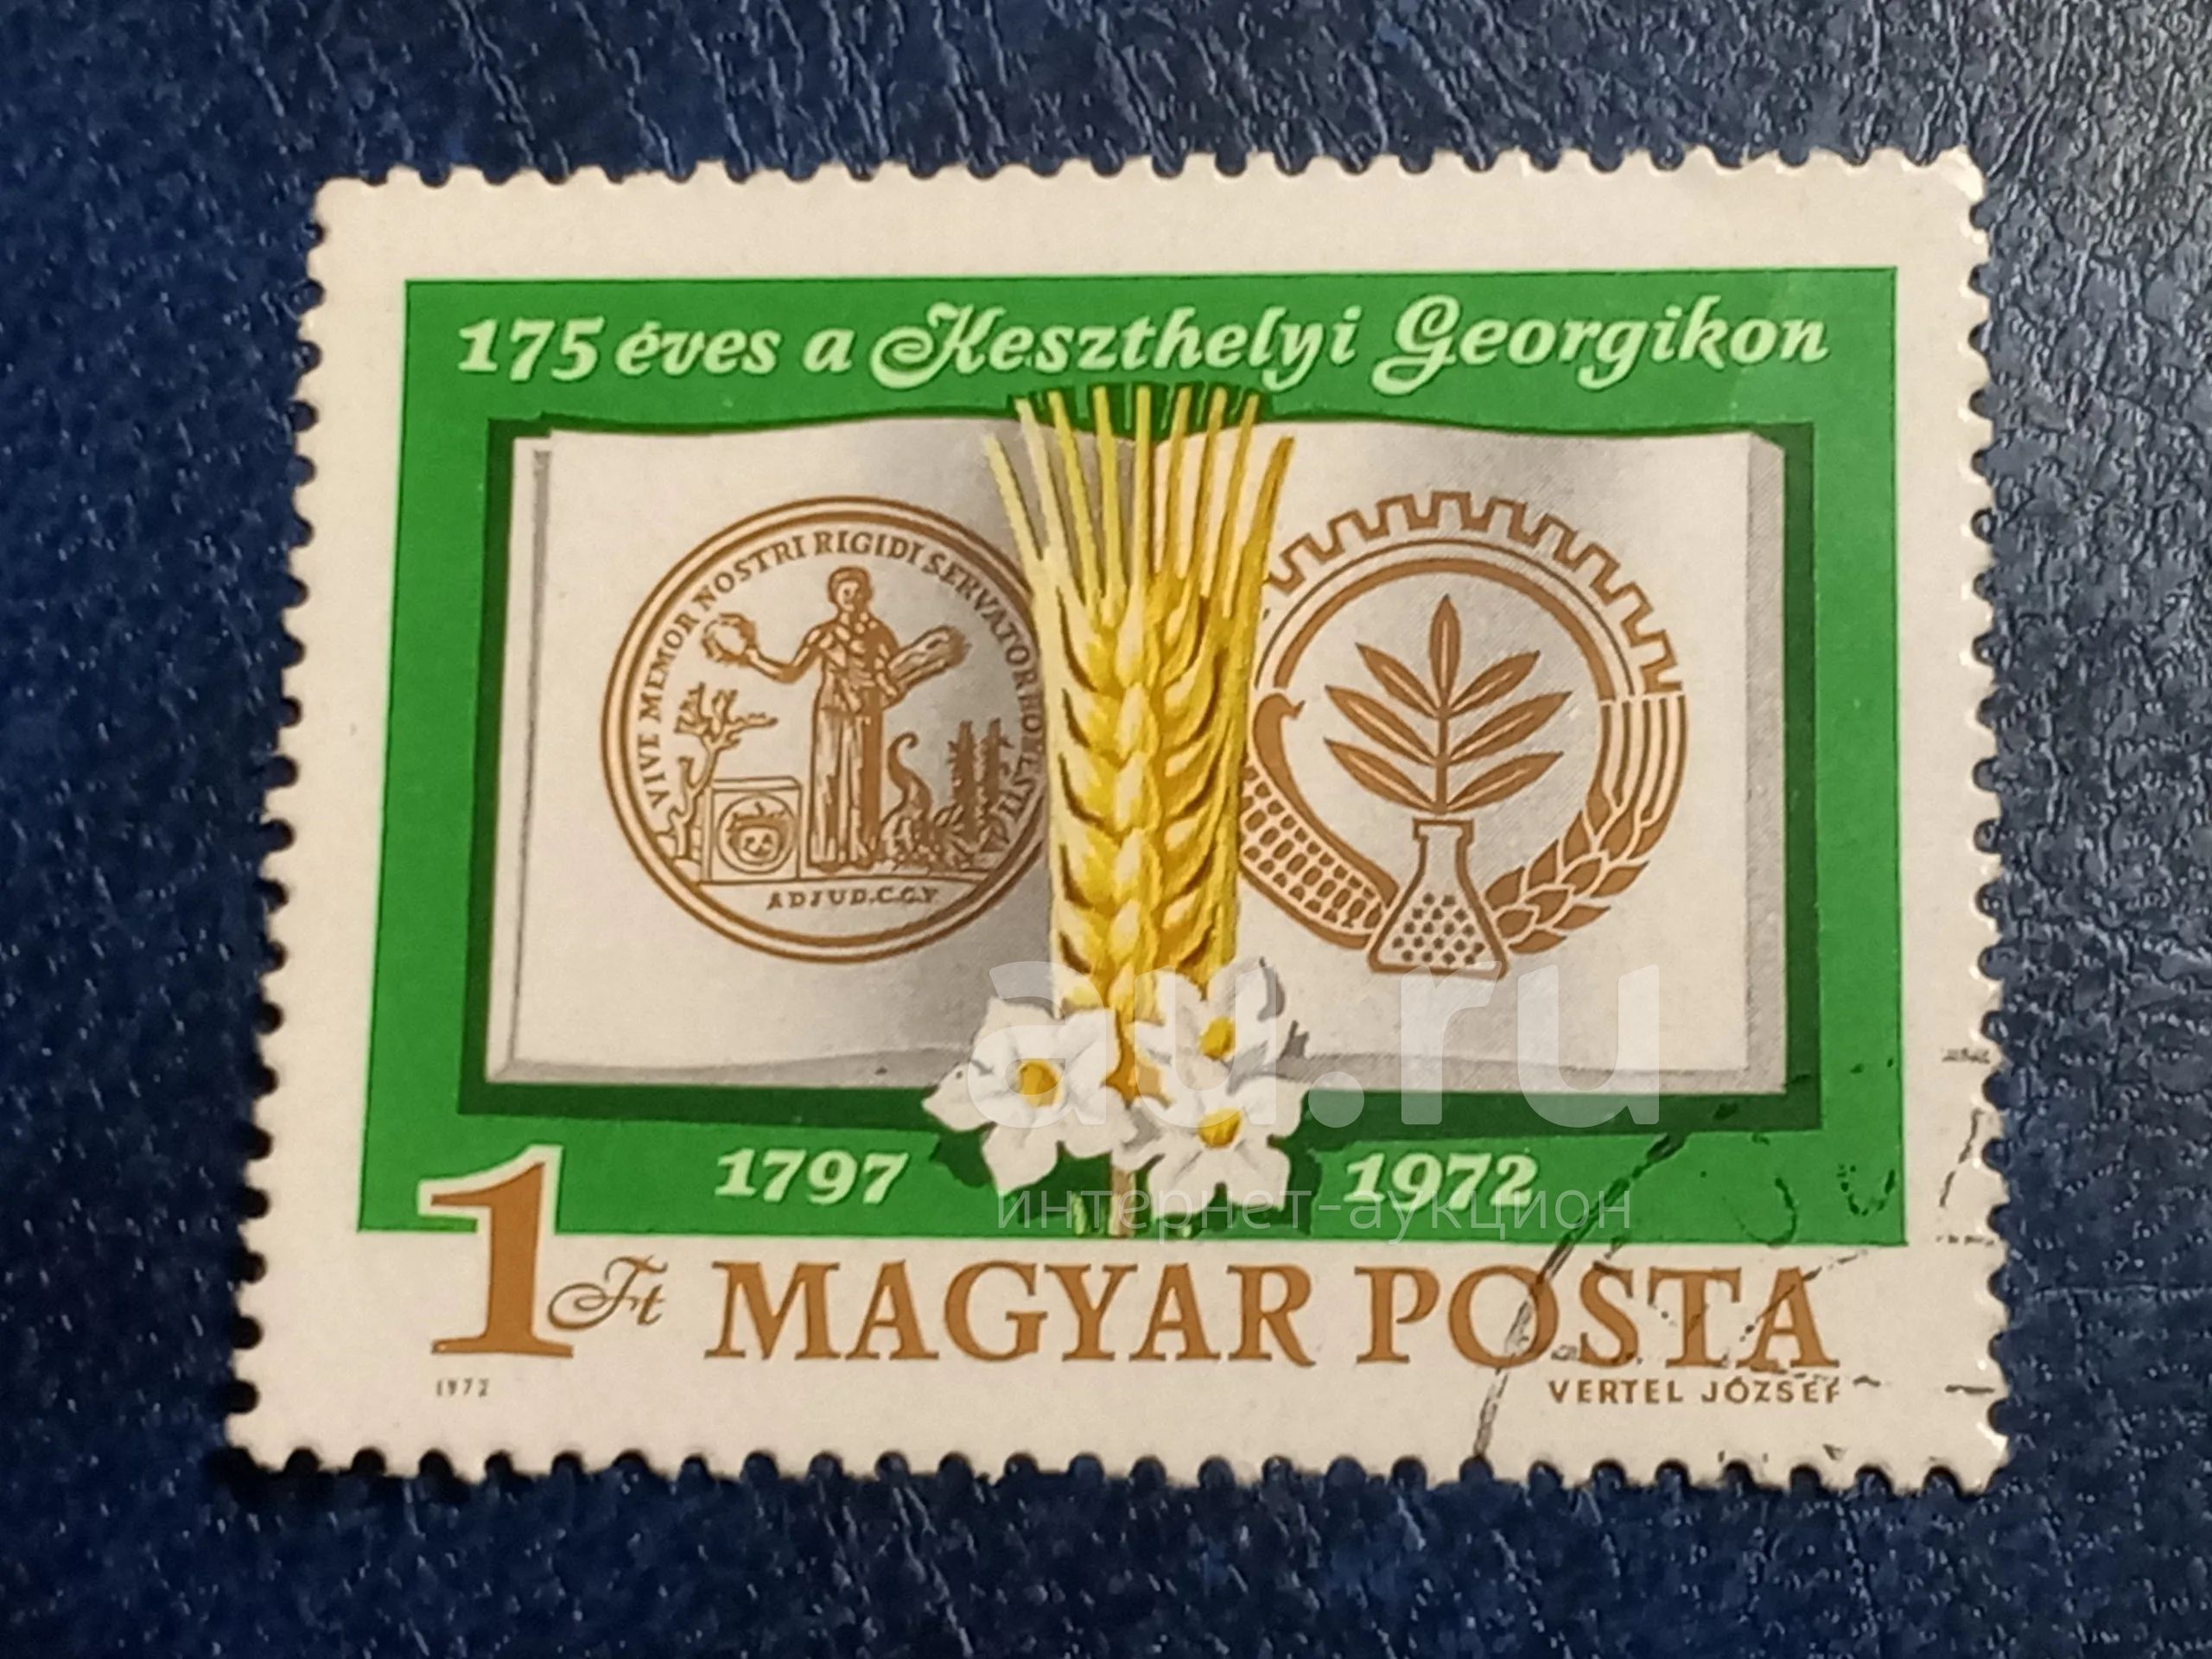 175 éves a Keszthelyi Georgikon
VIVE MEMOR NOSTRI RIGIDI SERVATOR HONESTI
ADJUD.C.G.F.
1797 1972
1 Ft MAGYAR POSTA
1972 VERTEL JÓZSEF
au.ru
интернет-аукцион